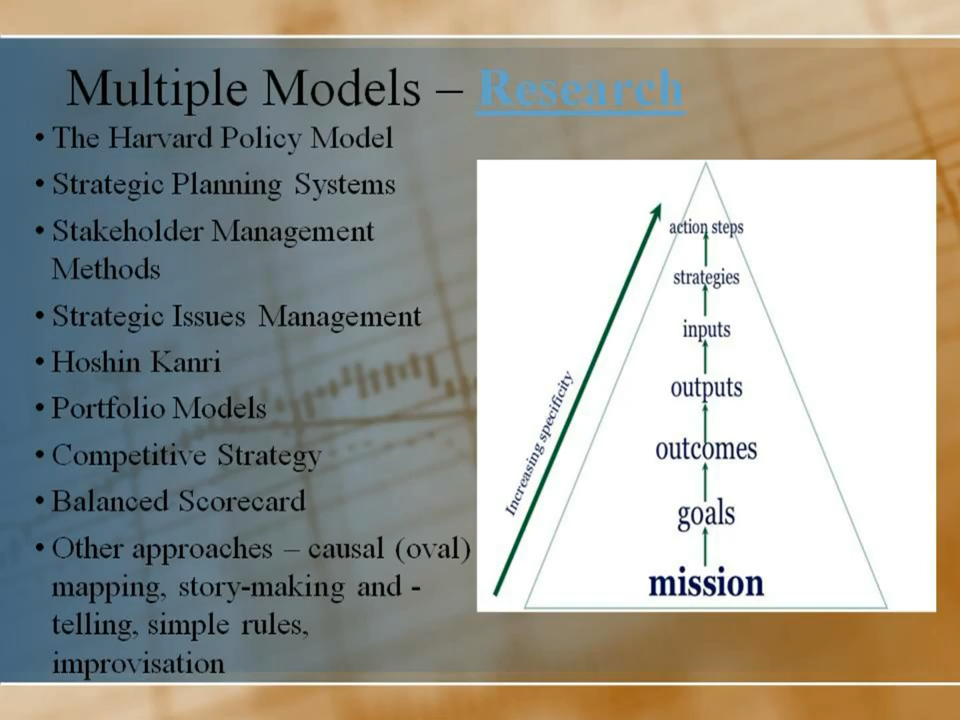 Multiple Models – Research
• The Harvard Policy Model
• Strategic Planning Systems
• Stakeholder Management
Methods
• Strategic Issues Management
• Hoshin Kanri
• Portfolio Models
• Competitive Strategy
• Balanced Scorecard
• Other approaches – causal (oval)
mapping, story-making and -
telling, simple rules,
improvisation
action steps
strategies
inputs
outputs
outcomes
goals
mission
Increasing specificity